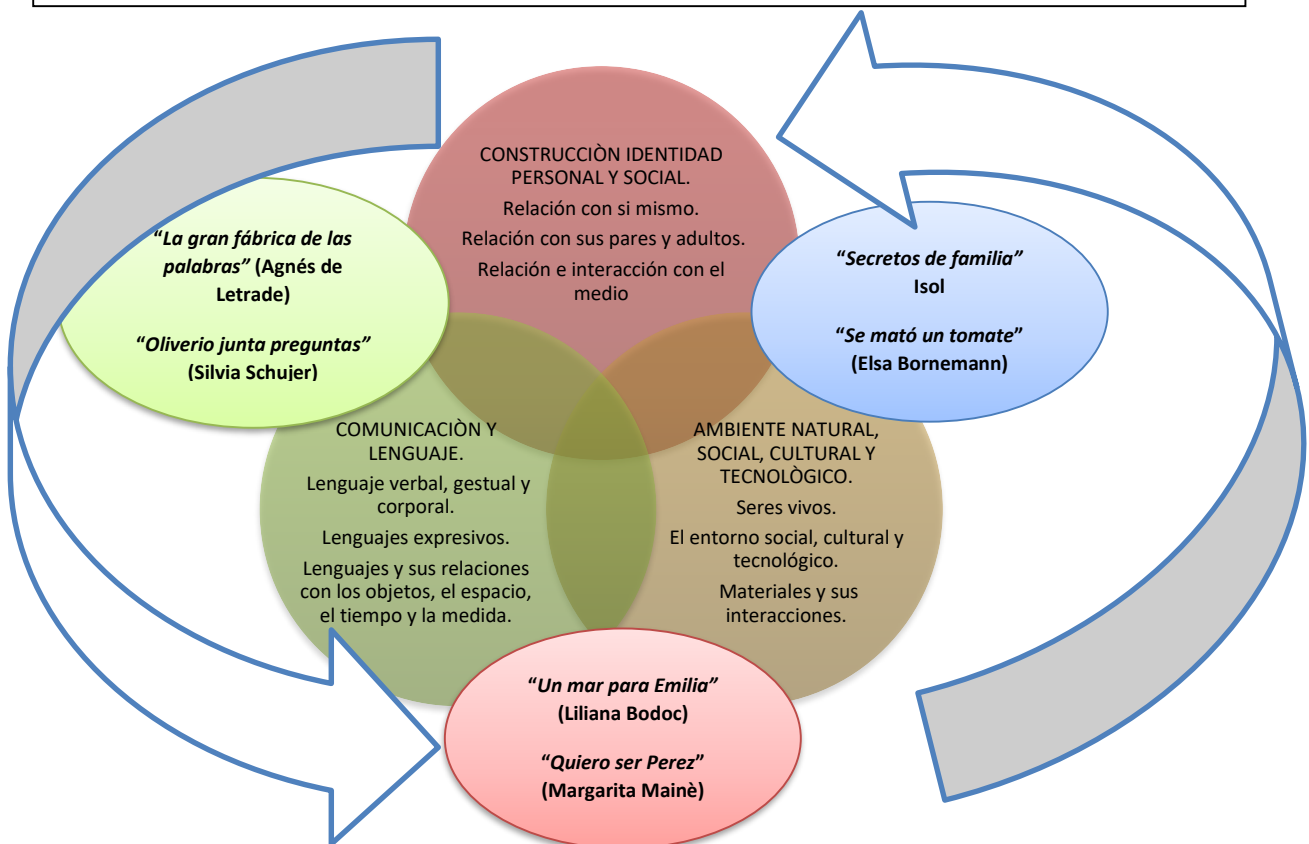 CONSTRUCCIÒN IDENTIDAD
PERSONAL Y SOCIAL.
Relación con si mismo.
Relación con sus pares y adultos.
Relación e interacción con el
medio
“La gran fábrica de las
palabras” (Agnés de
Letrade)
“Oliverio junta preguntas”
(Silvia Schujer)
“Secretos de familia”
Isol
“Se mató un tomate”
(Elsa Bornemann)
COMUNICACIÒN Y
LENGUAJE.
Lenguaje verbal, gestual y
corporal.
Lenguajes expresivos.
Lenguajes y sus relaciones
con los objetos, el espacio,
el tiempo y la medida.
AMBIENTE NATURAL,
SOCIAL, CULTURAL Y
TECNOLÒGICO.
Seres vivos.
El entorno social, cultural y
tecnológico.
Materiales y sus
interacciones.
“Un mar para Emilia”
(Liliana Bodoc)
“Quiero ser Perez”
(Margarita Mainè)